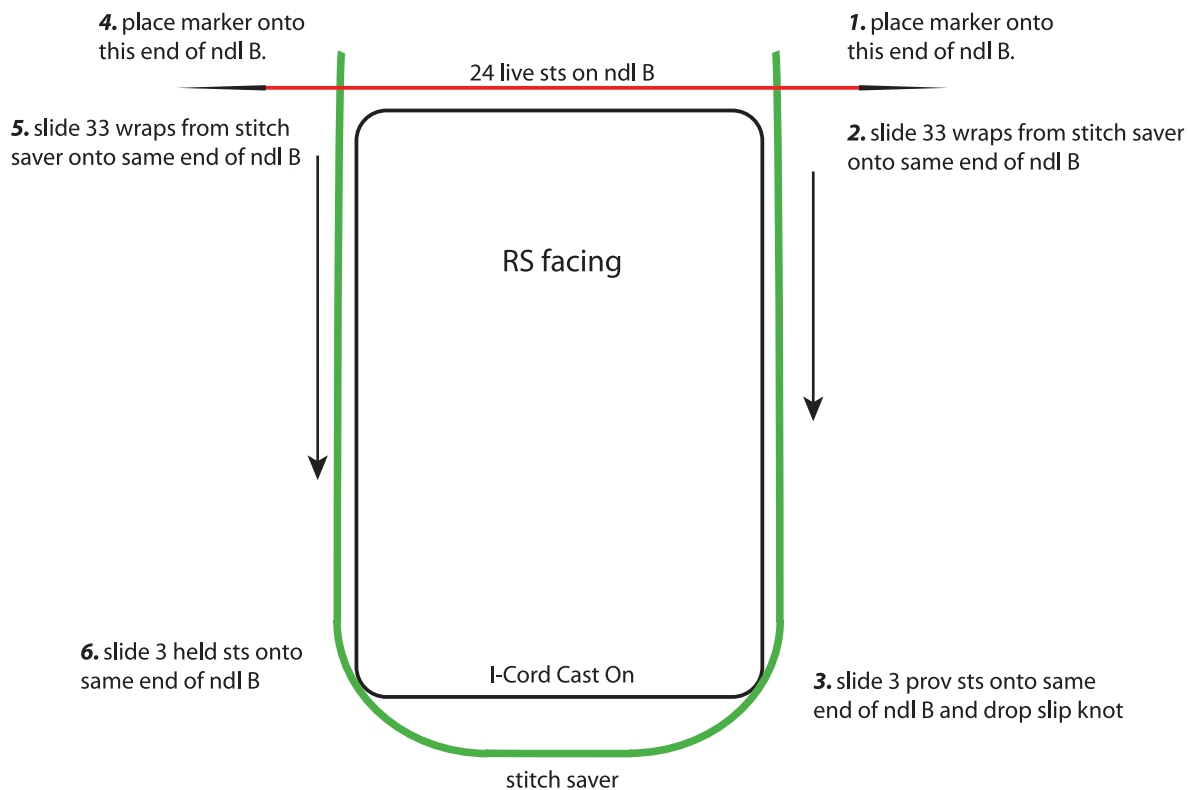 4. place marker onto
this end of ndl B.
1. place marker onto
this end of ndl B.
24 live sts on ndl B
5. slide 33 wraps from stitch
saver onto same end of ndl B
2. slide 33 wraps from stitch saver
onto same end of ndl B
RS facing
6. slide 3 held sts onto
same end of ndl B
I-Cord Cast On
3. slide 3 prov sts onto same
end of ndl B and drop slip knot
stitch saver